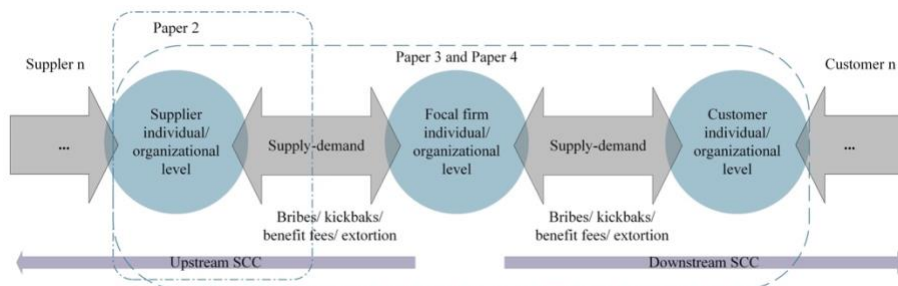 Paper 2
Paper 3 and Paper 4
Suppler n
Customer n
...
Supplier
individual/
organizational
level
Supply-demand
Focal firm
individual/
organizational
level
Supply-demand
Customer
individual/
organizational
level
...
Bribes/ kickbaks/
benefit fees/ extortion
Bribes/ kickbaks/
benefit fees/ extortion
Upstream SCC
Downstream SCC